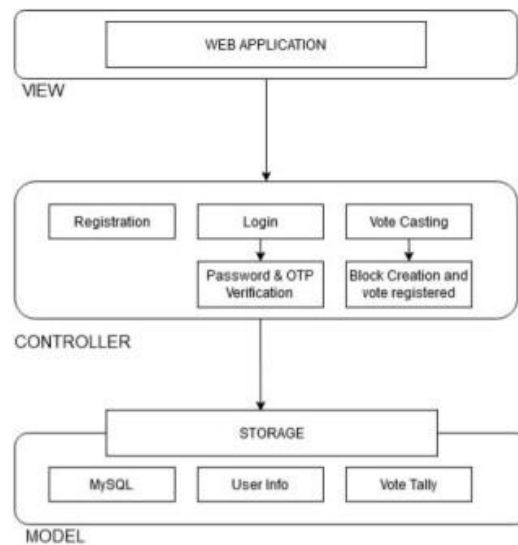 WEB APPLICATION
VIEW
Registration
Login
Vote Casting
Password & OTP
Verification
Block Creation and
vote registered
CONTROLLER
STORAGE
MySQL
User Info
Vote Tally
MODEL